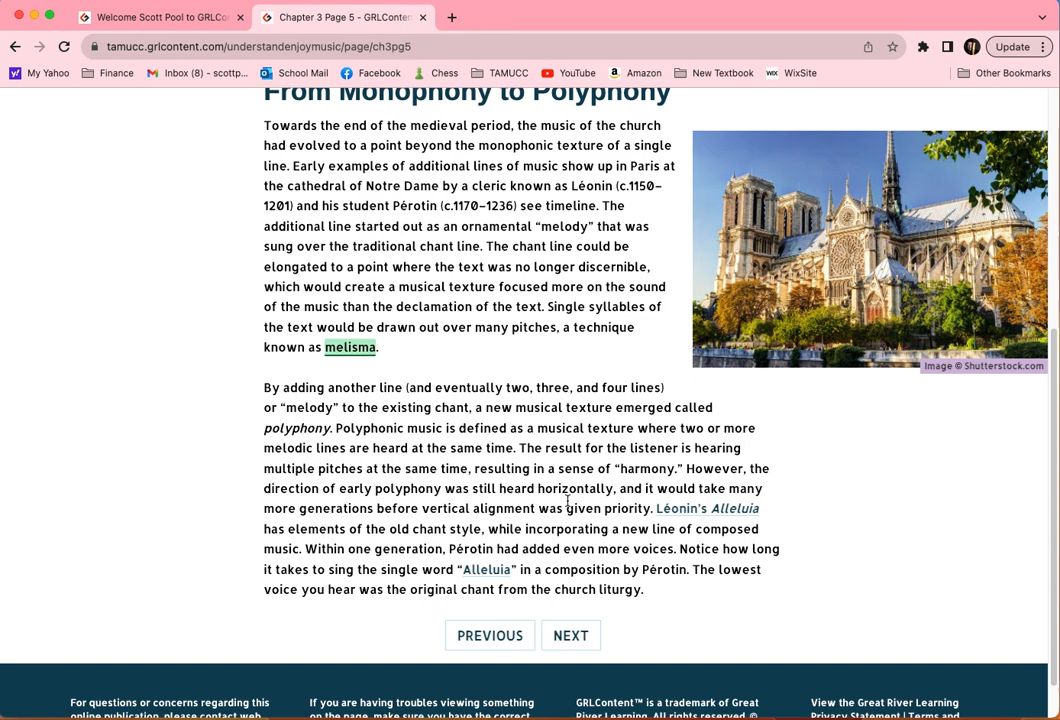 Welcome Scott Pool to GRLCo
Chapter 3 Page 5 - GRLConten
tamucc.grlcontent.com/understandenjoymusic/page/ch3pg5
Update
My Yahoo
Finance
Inbox (8) - scottp...
School Mail
Facebook
Chess
TAMUCC
YouTube
Amazon
New Textbook
WIX WixSite
Other Bookmarks
From Monophony to Polyphony
Towards the end of the medieval period, the music of the church
had evolved to a point beyond the monophonic texture of a single
line. Early examples of additional lines of music show up in Paris at
the cathedral of Notre Dame by a cleric known as Léonin (c.1150–
1201) and his student Pérotin (c.1170–1236) see timeline. The
additional line started out as an ornamental “melody” that was
sung over the traditional chant line. The chant line could be
elongated to a point where the text was no longer discernible,
which would create a musical texture focused more on the sound
of the music than the declamation of the text. Single syllables of
the text would be drawn out over many pitches, a technique
known as melisma.
Image © Shutterstock.com
By adding another line (and eventually two, three, and four lines)
or “melody” to the existing chant, a new musical texture emerged called
polyphony. Polyphonic music is defined as a musical texture where two or more
melodic lines are heard at the same time. The result for the listener is hearing
multiple pitches at the same time, resulting in a sense of “harmony.” However, the
direction of early polyphony was still heard horizontally, and it would take many
more generations before vertical alignment was given priority. Léonin’s Alleluia
has elements of the old chant style, while incorporating a new line of composed
music. Within one generation, Pérotin had added even more voices. Notice how long
it takes to sing the single word “Alleluia” in a composition by Pérotin. The lowest
voice you hear was the original chant from the church liturgy.
PREVIOUS
NEXT
For questions or concerns regarding this
online publication, please contact web
If you are having troubles viewing something
on the page, make sure you have the correct
GRLContent™ is a trademark of Great
River Learning. All rights reserved. ©
View the Great River Learning
Privacy Statement | Terms and